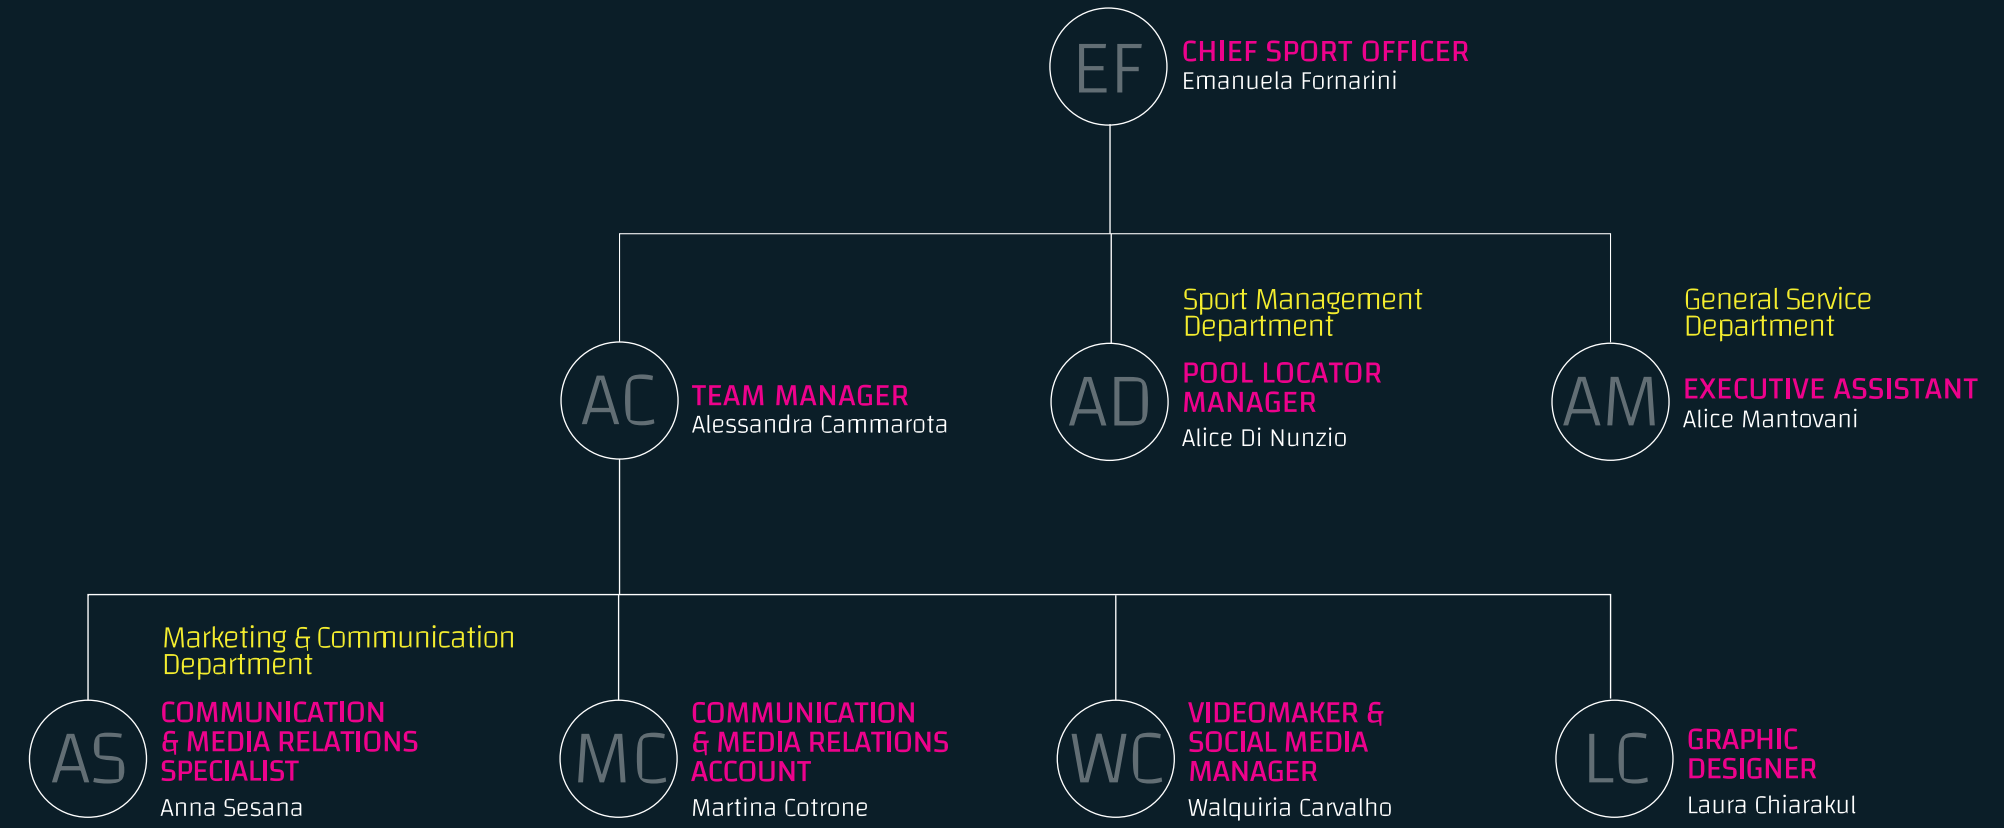 EF
CHIEF SPORT OFFICER
Emanuela Fornarini
AC
TEAM MANAGER
Alessandra Cammarota
Sport Management
Department
AD
POOL LOCATOR
MANAGER
Alice Di Nunzio
General Service
Department
AM
EXECUTIVE ASSISTANT
Alice Mantovani
Marketing & Communication
Department
AS
COMMUNICATION
& MEDIA RELATIONS
SPECIALIST
Anna Sesana
MC
COMMUNICATION
& MEDIA RELATIONS
ACCOUNT
Martina Cotrone
WC
VIDEOMAKER &
SOCIAL MEDIA
MANAGER
Walquiria Carvalho
LC
GRAPHIC
DESIGNER
Laura Chiarakul